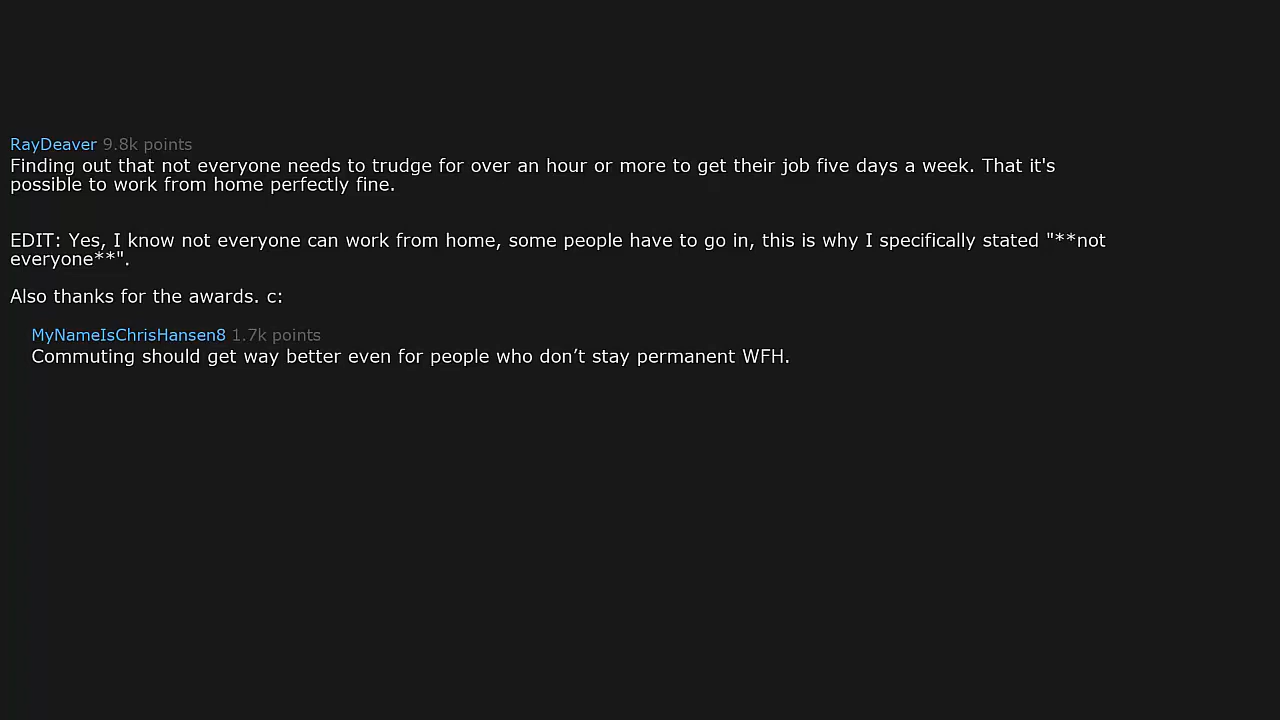 RayDeaver 9.8k points
Finding out that not everyone needs to trudge for over an hour or more to get their job five days a week. That it's
possible to work from home perfectly fine.
EDIT: Yes, I know not everyone can work from home, some people have to go in, this is why I specifically stated "**not
everyone**".
Also thanks for the awards. c:
MyNameIsChrisHansen8 1.7k points
Commuting should get way better even for people who don’t stay permanent WFH.